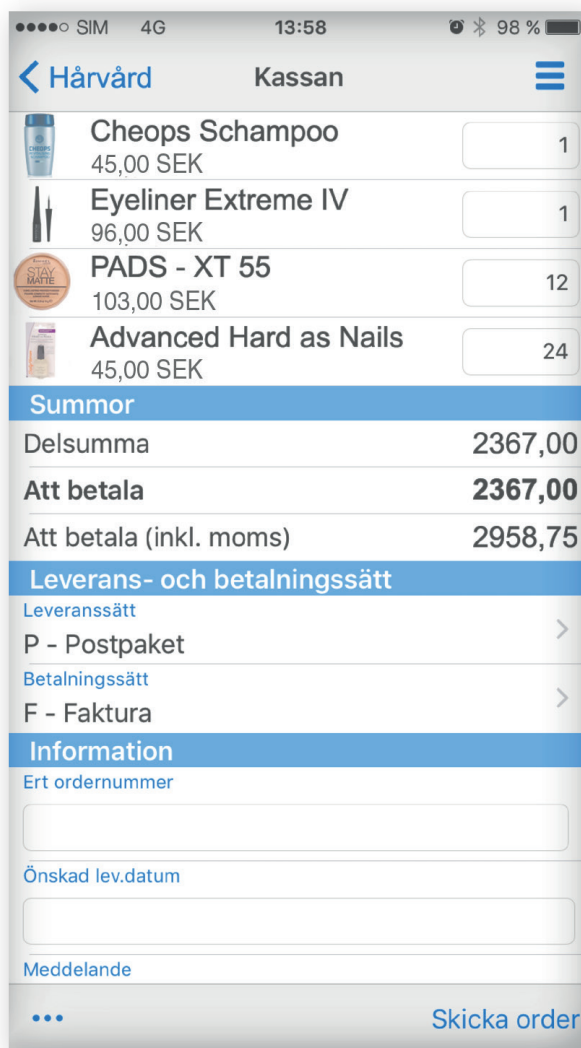 SIM 4G 13:58 98 %
Hårvård Kassan
Cheops Schampoo
45,00 SEK
1
CHEOPS
Eyeliner Extreme IV
96,00 SEK
1
PADS - XT 55
103,00 SEK
12
STAY
MATTE
Advanced Hard as Nails
45,00 SEK
24
Summor
Delsumma 2367,00
Att betala 2367,00
Att betala (inkl. moms) 2958,75
Leverans- och betalningssätt
Leveranssätt
P - Postpaket
Betalningssätt
F - Faktura
Information
Ert ordernummer
Önskad lev.datum
Meddelande
... Skicka order